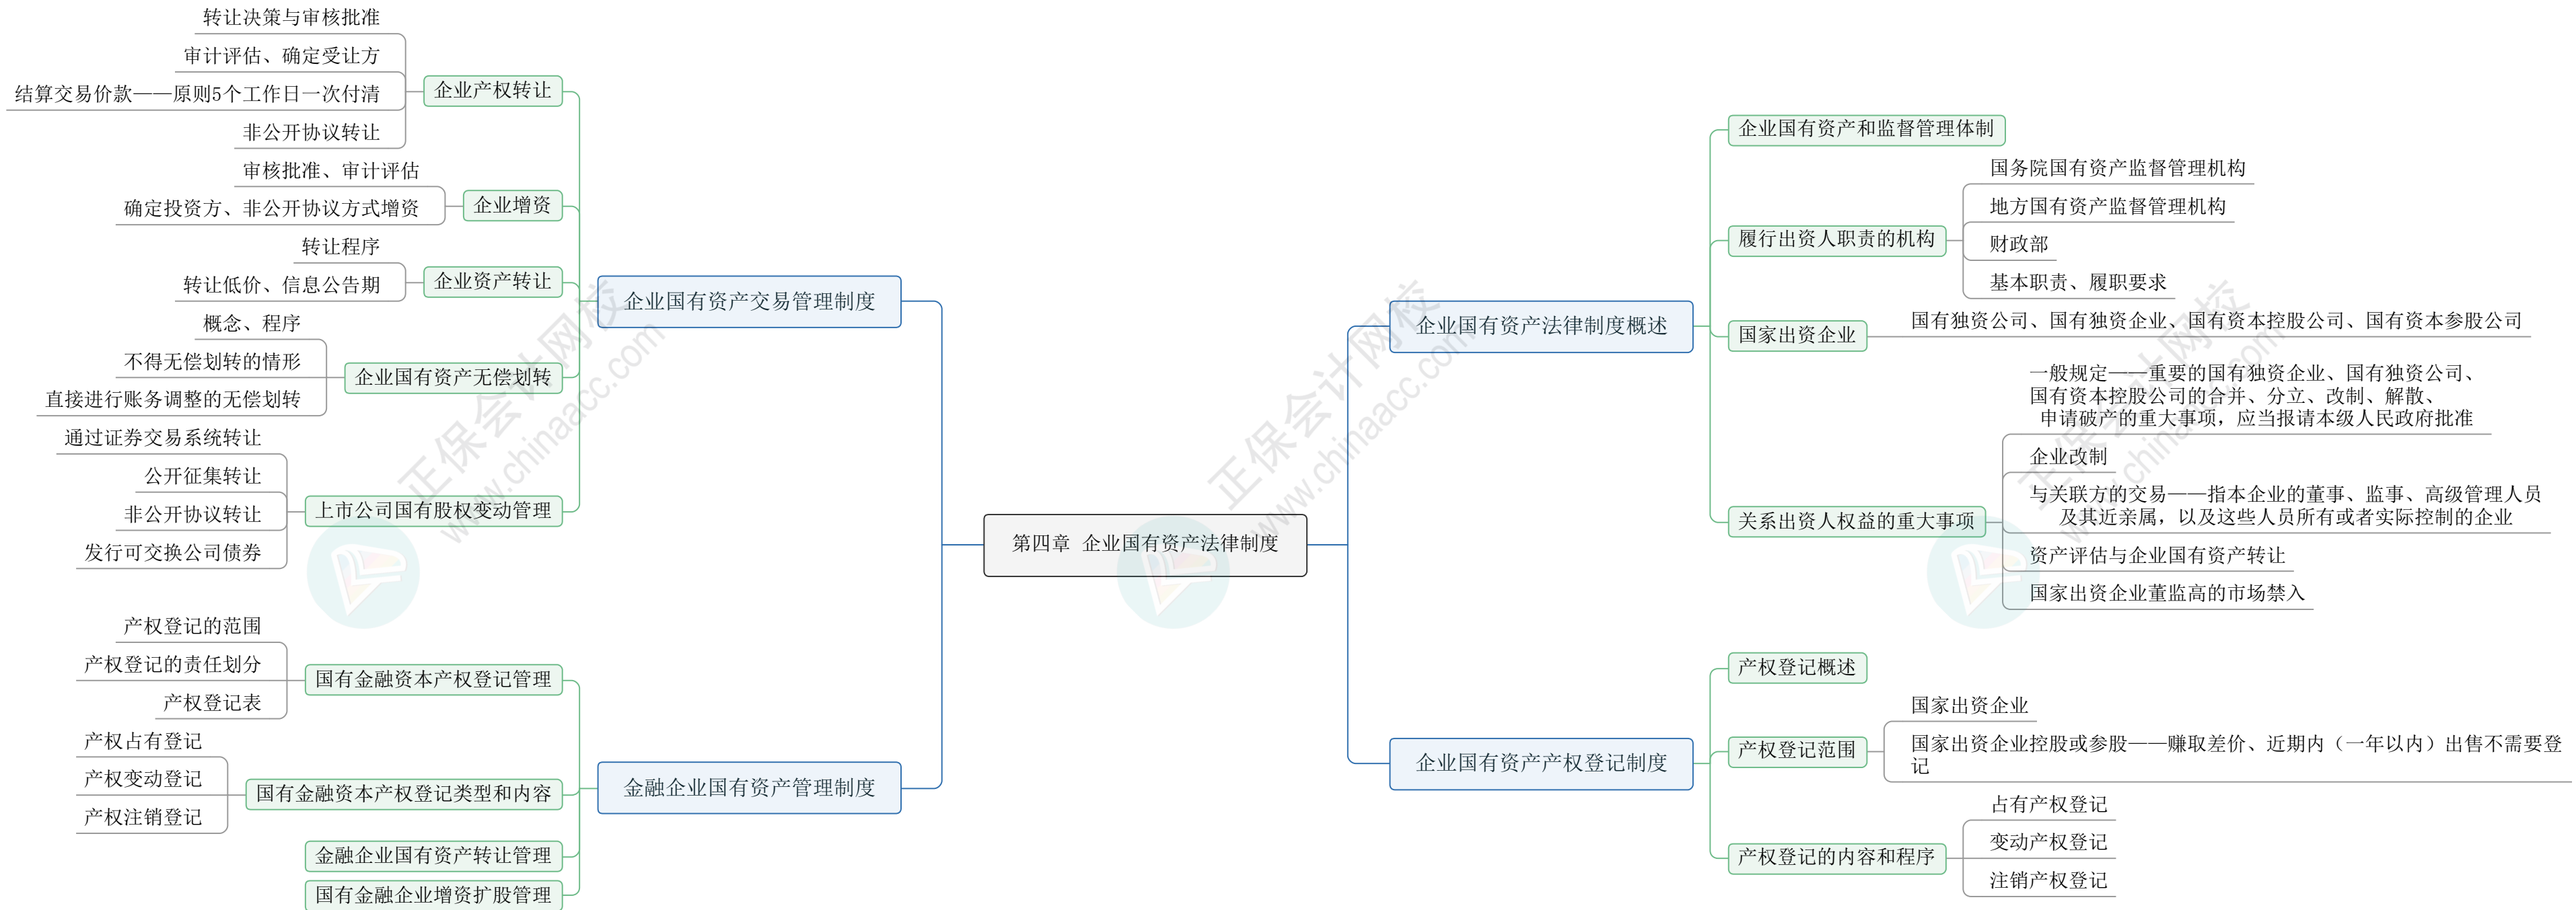 第四章 企业国有资产法律制度
企业国有资产法律制度概述
企业国有资产和监督管理体制
履行出资人职责的机构
国务院国有资产监督管理机构
地方国有资产监督管理机构
财政部
基本职责、履职要求
国家出资企业
国有独资公司、国有独资企业、国有资本控股公司、国有资本参股公司
关系出资人权益的重大事项
一般规定——重要的国有独资企业、国有独资公司、
国有资本控股公司的合并、分立、改制、解散、
申请破产的重大事项，应当报请本级人民政府批准
企业改制
与关联方的交易——指本企业的董事、监事、高级管理人员
及其近亲属，以及这些人员所有或者实际控制的企业
资产评估与企业国有资产转让
国家出资企业董监高的市场禁入
企业国有资产产权登记制度
产权登记概述
产权登记范围
国家出资企业
国家出资企业控股或参股——赚取差价、近期内（一年以内）出售不需要登
记
产权登记的内容和程序
占有产权登记
变动产权登记
注销产权登记
企业国有资产交易管理制度
企业产权转让
转让决策与审核批准
审计评估、确定受让方
结算交易价款——原则5个工作日一次付清
非公开协议转让
企业增资
审核批准、审计评估
确定投资方、非公开协议方式增资
企业资产转让
转让程序
转让低价、信息公告期
企业国有资产无偿划转
概念、程序
不得无偿划转的情形
直接进行账务调整的无偿划转
上市公司国有股权变动管理
通过证券交易系统转让
公开征集转让
非公开协议转让
发行可交换公司债券
金融企业国有资产管理制度
国有金融资本产权登记管理
产权登记的范围
产权登记的责任划分
产权登记表
国有金融资本产权登记类型和内容
产权占有登记
产权变动登记
产权注销登记
金融企业国有资产转让管理
国有金融企业增资扩股管理
正保会计网校
www.chinaacc.com
正保会计网校
www.chinaacc.com
正保会计网校
www.chinaacc.com